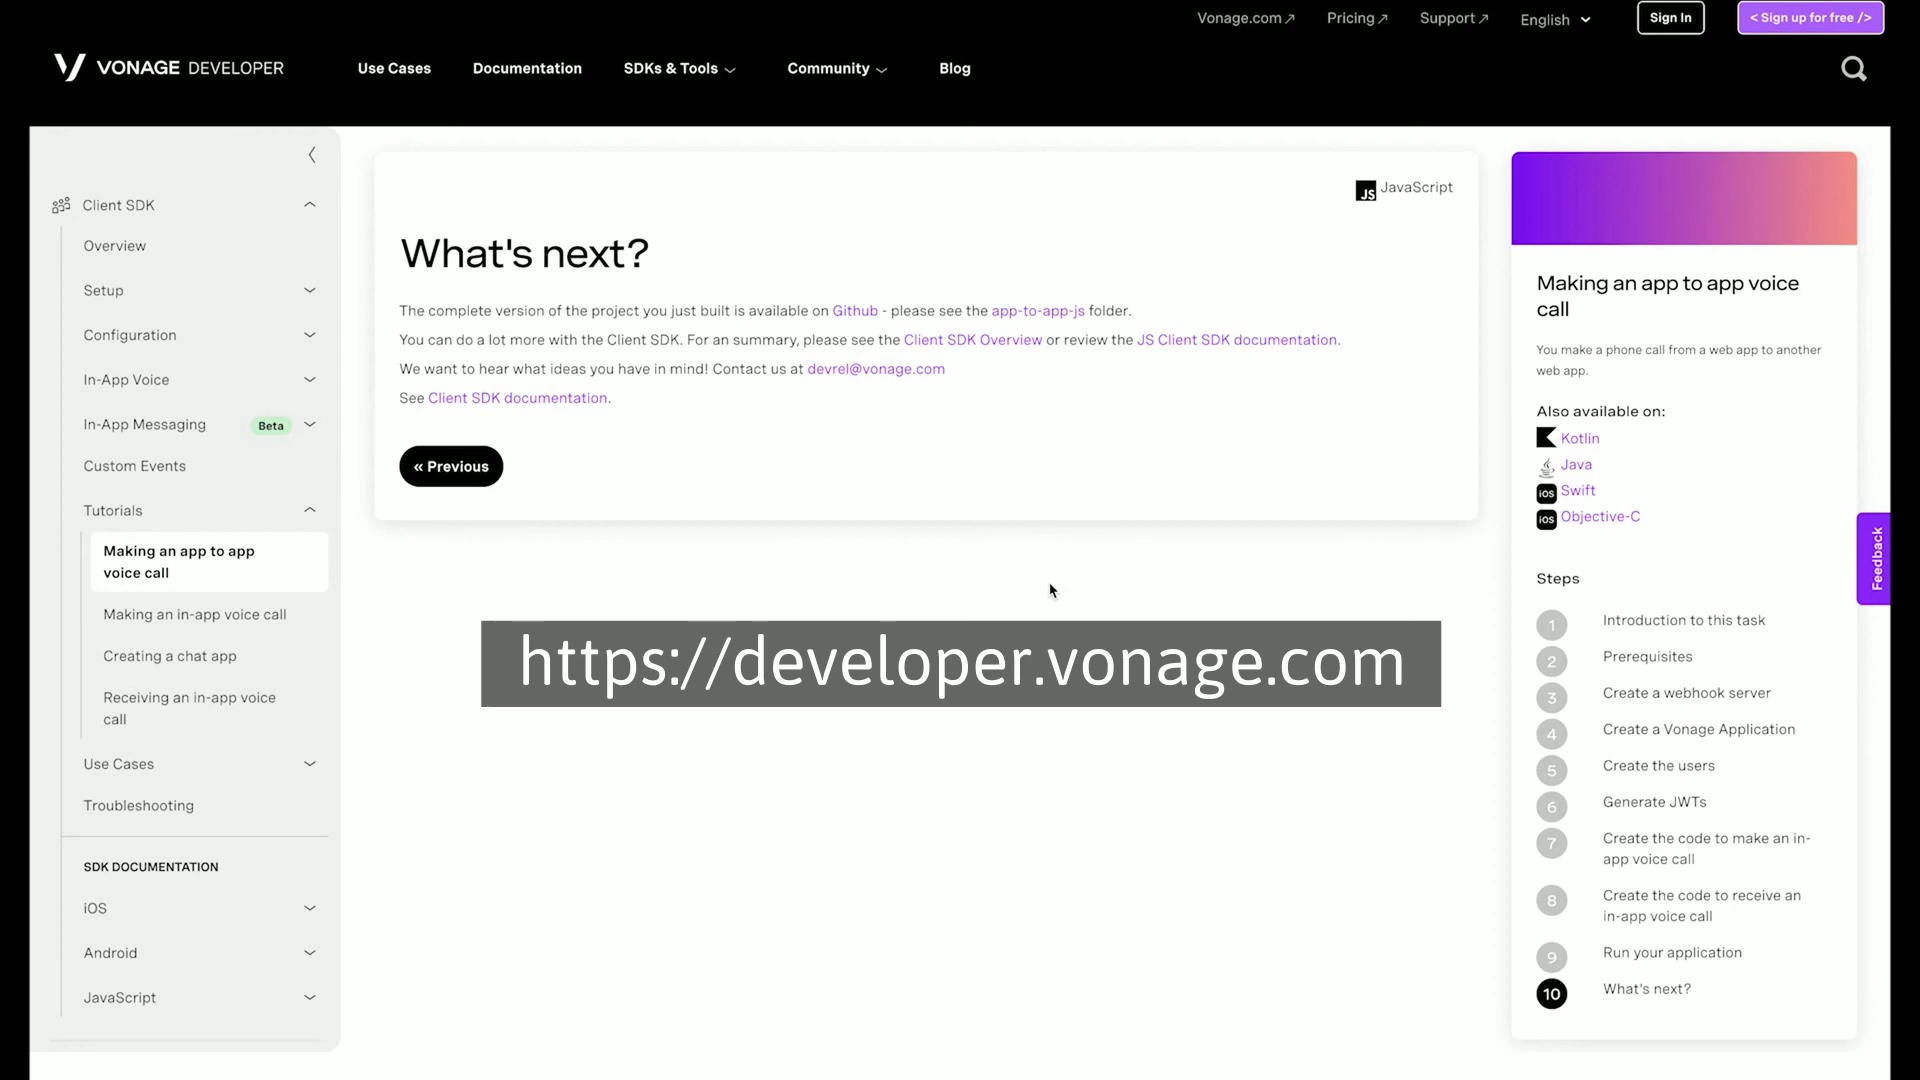 Vonage.com↗ Pricing↗ Support↗ English Sign In < Sign up for free />
VONAGE DEVELOPER Use Cases Documentation SDKs & Tools Community Blog
Client SDK
Overview
Setup
Configuration
In-App Voice
In-App Messaging Beta
Custom Events
Tutorials
Making an app to app
voice call
Making an in-app voice call
Creating a chat app
Receiving an in-app voice
call
Use Cases
Troubleshooting
SDK DOCUMENTATION
iOS
Android
JavaScript
JS JavaScript
What's next?
The complete version of the project you just built is available on Github - please see the app-to-app-js folder.
You can do a lot more with the Client SDK. For an summary, please see the Client SDK Overview or review the JS Client SDK documentation.
We want to hear what ideas you have in mind! Contact us at devrel@vonage.com
See Client SDK documentation.
« Previous
https://developer.vonage.com
Making an app to app voice
call
You make a phone call from a web app to another
web app.
Also available on:
Kotlin
Java
iOS Swift
iOS Objective-C
Steps
1 Introduction to this task
2 Prerequisites
3 Create a webhook server
4 Create a Vonage Application
5 Create the users
6 Generate JWTs
7 Create the code to make an in-
app voice call
8 Create the code to receive an
in-app voice call
9 Run your application
10 What's next?
Feedback